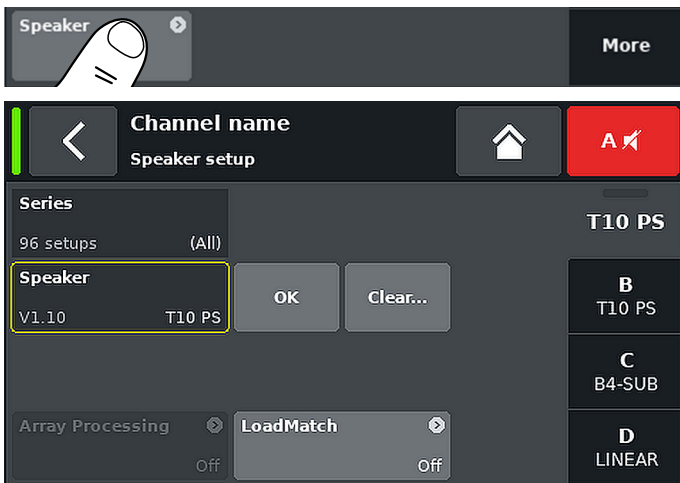 Speaker
More
Channel name
Speaker setup
A
Series
96 setups (All)
T10 PS
Speaker
V1.10 T10 PS
OK
Clear...
B
T10 PS
C
B4-SUB
Array Processing
Off
LoadMatch
Off
D
LINEAR